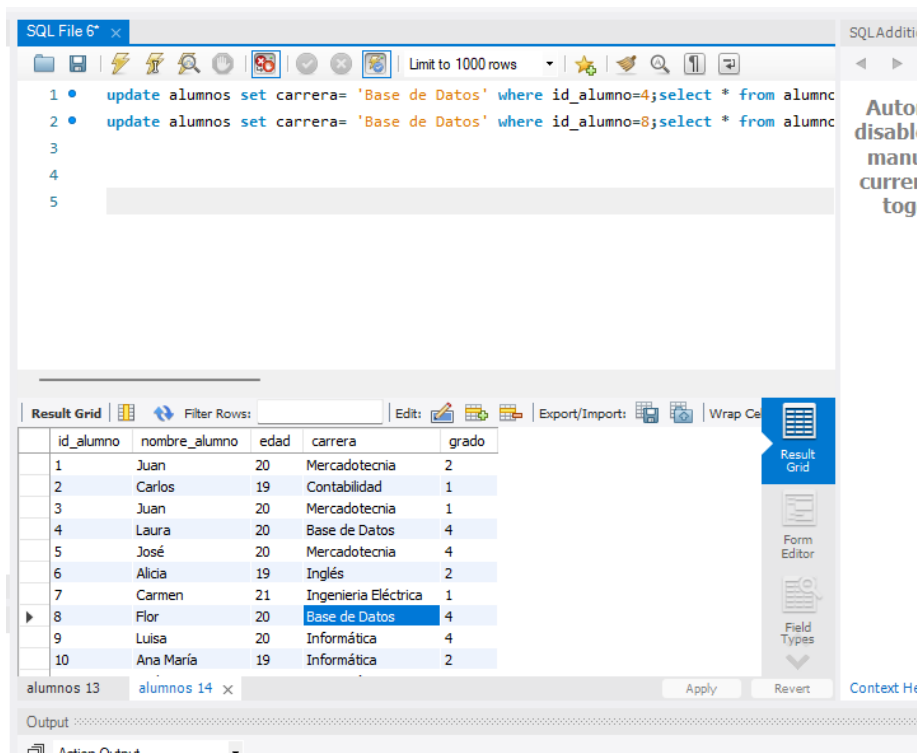 SQL File 6*
Limit to 1000 rows
1 update alumnos set carrera= 'Base de Datos' where id_alumno=4;select * from alumno
2 update alumnos set carrera= 'Base de Datos' where id_alumno=8;select * from alumno
3
4
5
Result Grid Filter Rows: Edit: Export/Import: Wrap Ce
id_alumno nombre_alumno edad carrera grado
1 Juan 20 Mercadotecnia 2
2 Carlos 19 Contabilidad 1
3 Juan 20 Mercadotecnia 1
4 Laura 20 Base de Datos 4
5 José 20 Mercadotecnia 4
6 Alicia 19 Inglés 2
7 Carmen 21 Ingenieria Eléctrica 1
8 Flor 20 Base de Datos 4
9 Luisa 20 Informática 4
10 Ana María 19 Informática 2
Result
Grid
Form
Editor
Field
Types
alumnos 13 alumnos 14 Apply Revert
Output
Action Output
SQLAdditi
Auto
disabl
manu
curren
tog
Context He